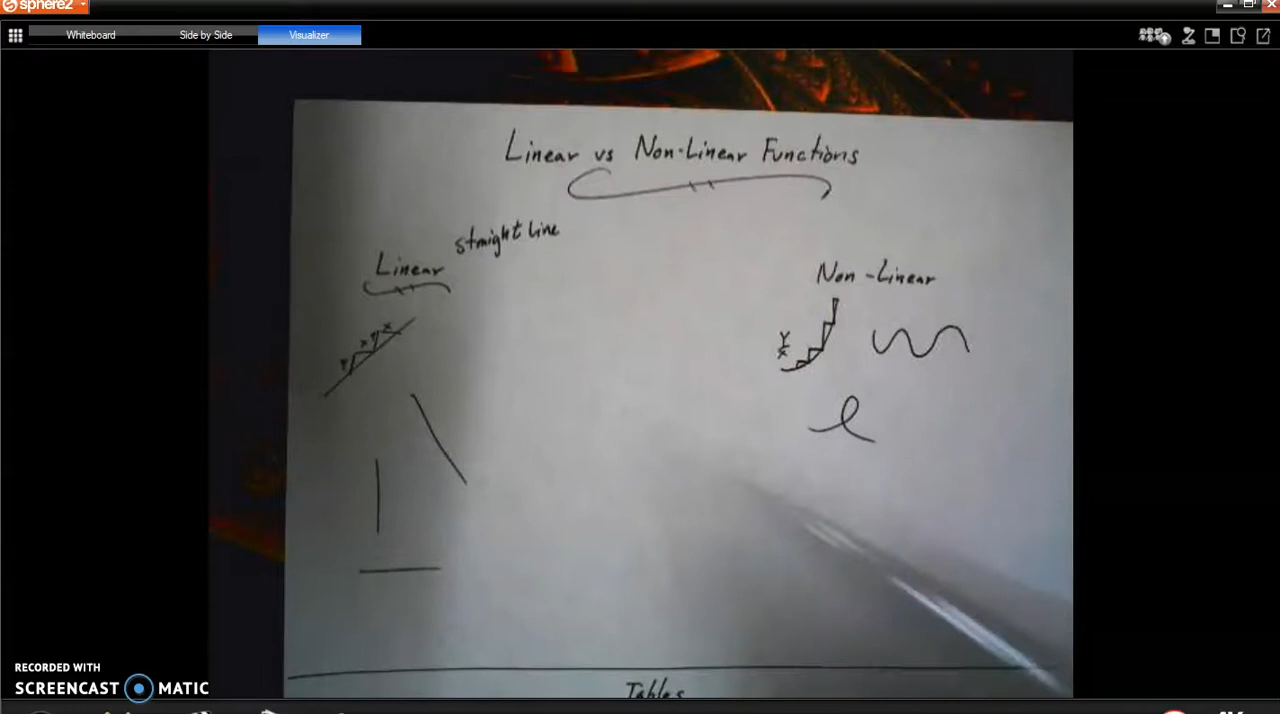 sphere2
Whiteboard Side by Side Visualizer
Linear vs Non-Linear Functions
straight line
Linear
Non-Linear
Y X Y X
Y
X
Tables
RECORDED WITH
SCREENCAST MATIC